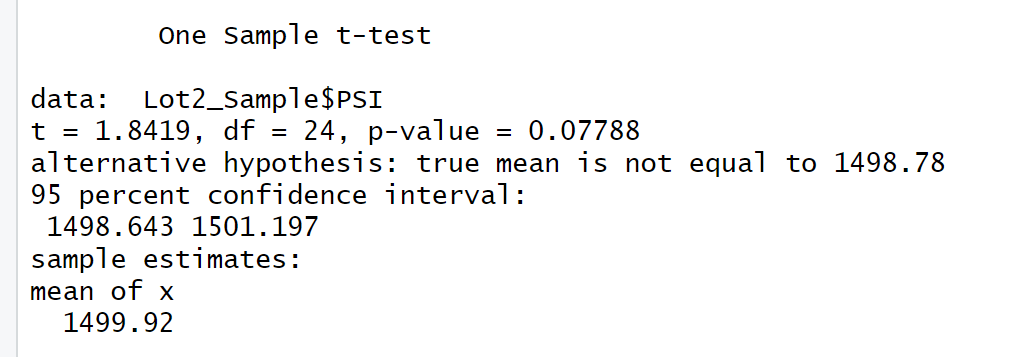 One Sample t-test
data:  Lot2_Sample$PSI
t = 1.8419, df = 24, p-value = 0.07788
alternative hypothesis: true mean is not equal to 1498.78
95 percent confidence interval:
1498.643 1501.197
sample estimates:
mean of x
1499.92